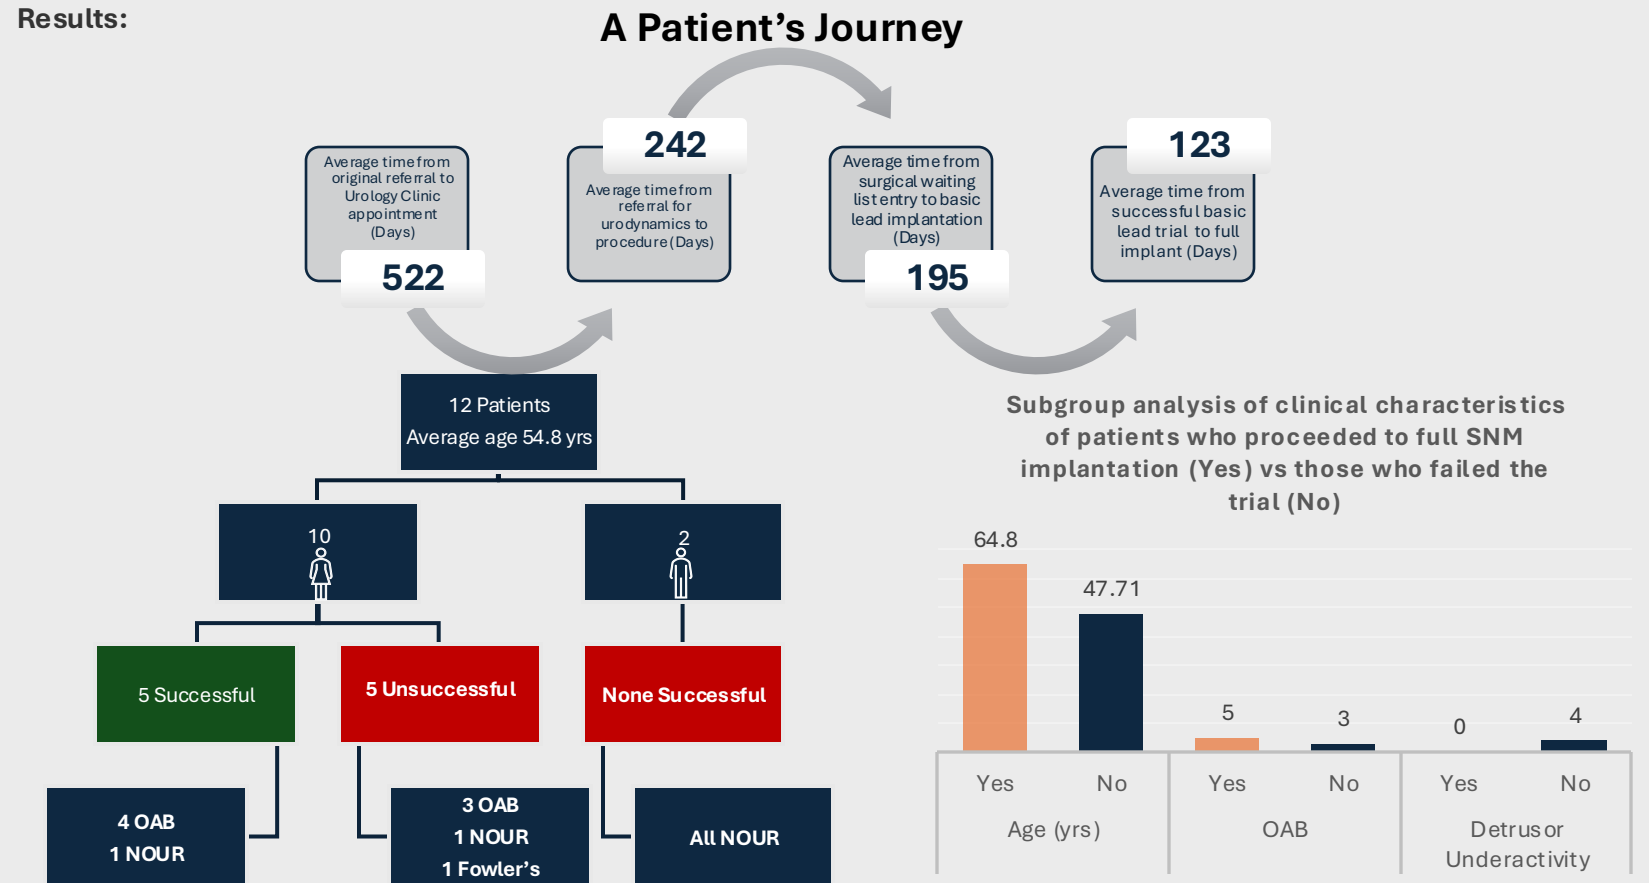 Results:
A Patient’s Journey
Average time from
original referral to
Urology Clinic
appointment
(Days)
522
242
Average time from
referral for
urodynamics to
procedure (Days)
Average time from
surgical waiting
list entry to basic
lead implantation
(Days)
195
123
Average time from
successful basic
lead trial to full
implant (Days)
12 Patients
Average age 54.8 yrs
10
2
5 Successful
5 Unsuccessful
None Successful
4 OAB
1 NOUR
3 OAB
1 NOUR
1 Fowler’s
All NOUR
Subgroup analysis of clinical characteristics
of patients who proceeded to full SNM
implantation (Yes) vs those who failed the
trial (No)
64.8
47.71
5
3
0
4
Yes
No
Yes
No
Yes
No
Age (yrs)
OAB
Detrusor
Underactivity